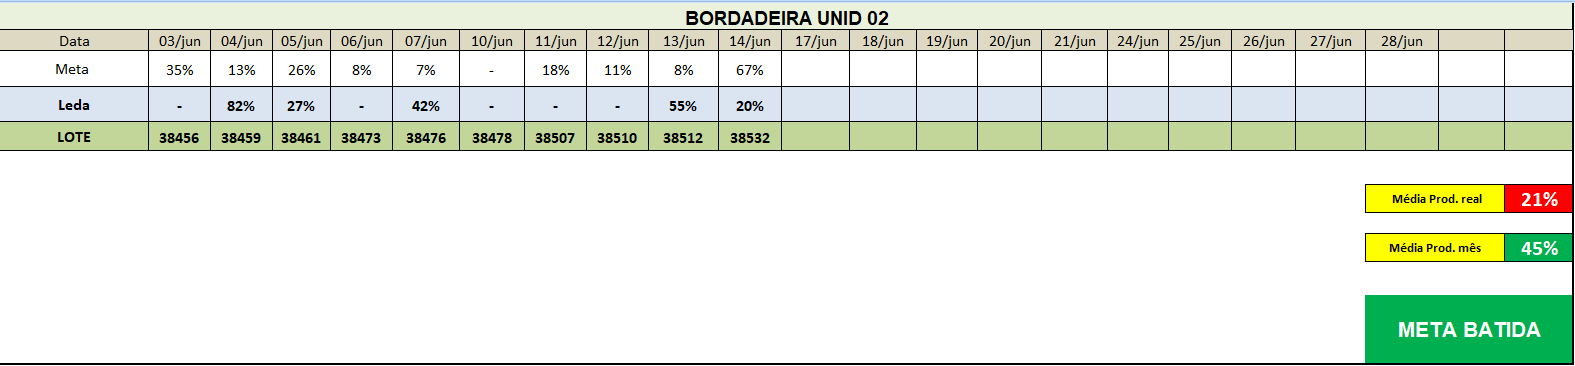 BORDADEIRA UNID 02
Data 03/jun 04/jun 05/jun 06/jun 07/jun 10/jun 11/jun 12/jun 13/jun 14/jun 17/jun 18/jun 19/jun 20/jun 21/jun 24/jun 25/jun 26/jun 27/jun 28/jun
Meta 35% 13% 26% 8% 7% - 18% 11% 8% 67%
Leda - 82% 27% - 42% - - - 55% 20%
LOTE 38456 38459 38461 38473 38476 38478 38507 38510 38512 38532
Média Prod. real 21%
Média Prod. mês 45%
META BATIDA